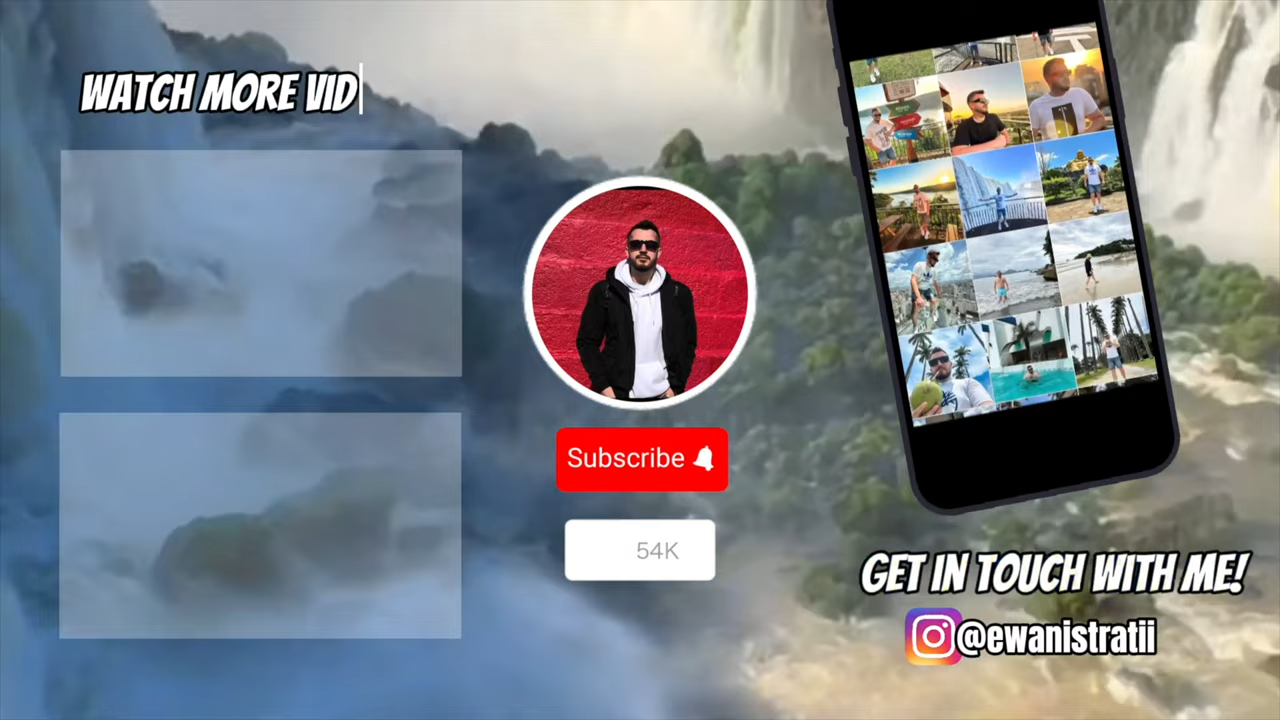 WATCH MORE VID
Subscribe
54K
GET IN TOUCH WITH ME!
@ewanistratii